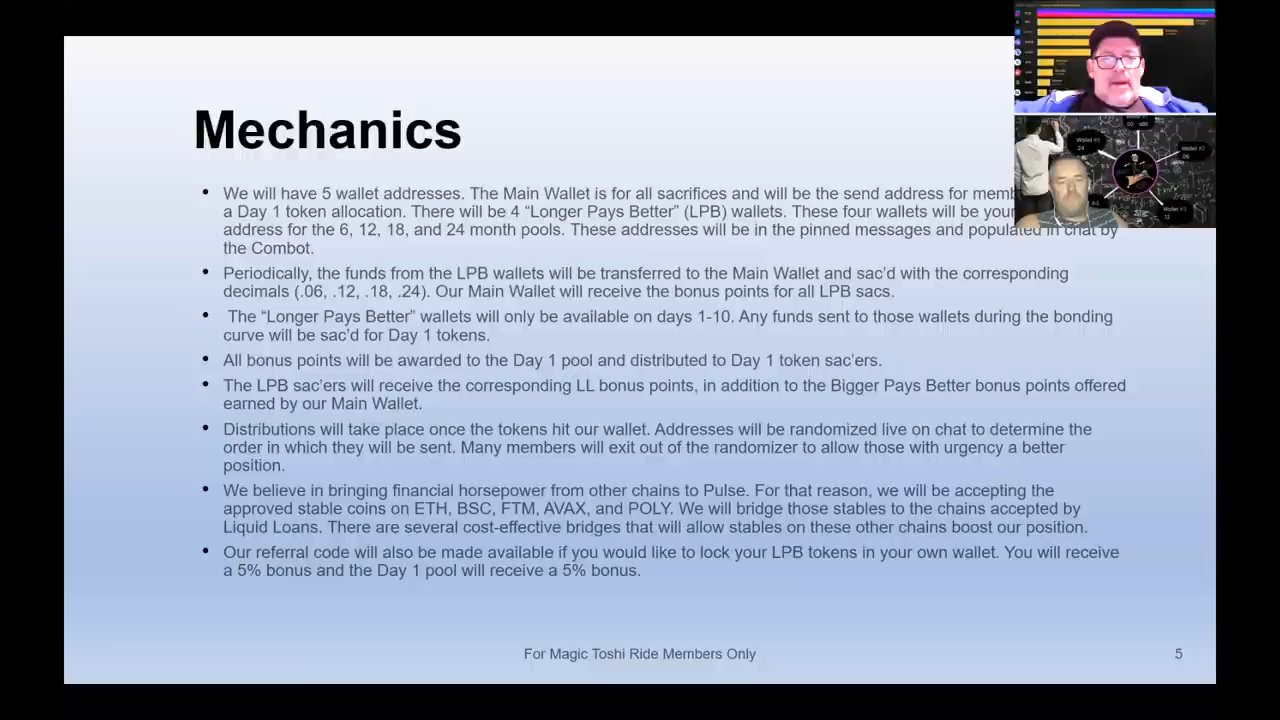 Mechanics
We will have 5 wallet addresses. The Main Wallet is for all sacrifices and will be the send address for
a Day 1 token allocation. There will be 4 “Longer Pays Better” (LPB) wallets. These four wallets will be your
address for the 6, 12, 18, and 24 month pools. These addresses will be in the pinned messages and populated in chat by
the Combot.
Periodically, the funds from the LPB wallets will be transferred to the Main Wallet and sac’d with the corresponding
decimals (.06, .12, .18, .24). Our Main Wallet will receive the bonus points for all LPB sacs.
The “Longer Pays Better” wallets will only be available on days 1-10. Any funds sent to those wallets during the bonding
curve will be sac’d for Day 1 tokens.
All bonus points will be awarded to the Day 1 pool and distributed to Day 1 token sac’ers.
The LPB sac’ers will receive the corresponding LL bonus points, in addition to the Bigger Pays Better bonus points offered
earned by our Main Wallet.
Distributions will take place once the tokens hit our wallet. Addresses will be randomized live on chat to determine the
order in which they will be sent. Many members will exit out of the randomizer to allow those with urgency a better
position.
We believe in bringing financial horsepower from other chains to Pulse. For that reason, we will be accepting the
approved stable coins on ETH, BSC, FTM, AVAX, and POLY. We will bridge those stables to the chains accepted by
Liquid Loans. There are several cost-effective bridges that will allow stables on these other chains boost our position.
Our referral code will also be made available if you would like to lock your LPB tokens in your own wallet. You will receive
a 5% bonus and the Day 1 pool will receive a 5% bonus.
For Magic Toshi Ride Members Only
5